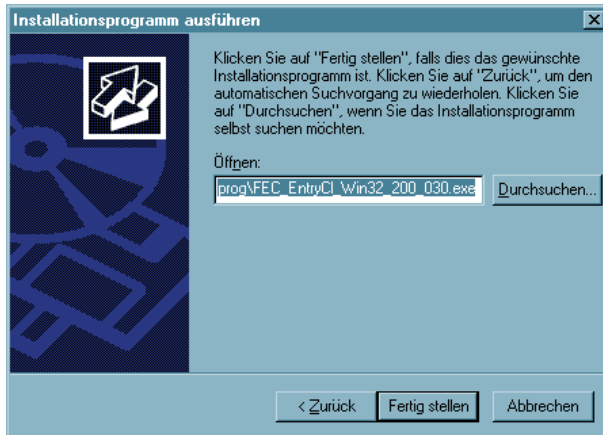 Installationsprogramm ausführen
Klicken Sie auf "Fertig stellen", falls dies das gewünschte
Installationsprogramm ist. Klicken Sie auf "Zurück", um den
automatischen Suchvorgang zu wiederholen. Klicken Sie
auf "Durchsuchen", wenn Sie das Installationsprogramm
selbst suchen möchten.
Öffnen:
prog\FEC_EntryCl_Win32_200_030.exe Durchsuchen...
< Zurück Fertig stellen Abbrechen